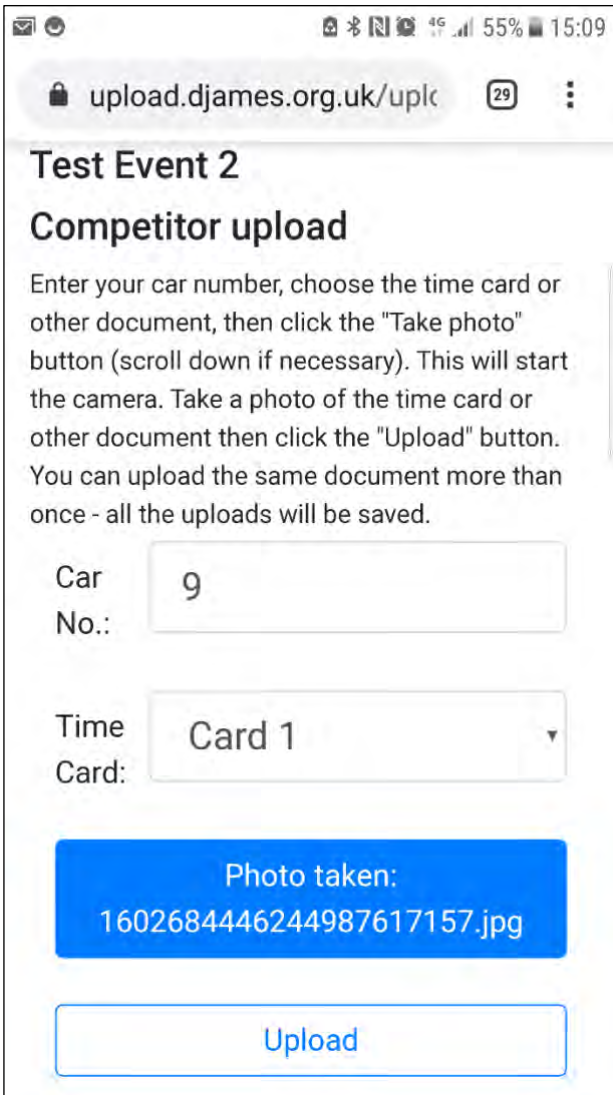 4G 55% 15:09
upload.djames.org.uk/uplo 29
Test Event 2
Competitor upload
Enter your car number, choose the time card or
other document, then click the "Take photo"
button (scroll down if necessary). This will start
the camera. Take a photo of the time card or
other document then click the "Upload" button.
You can upload the same document more than
once - all the uploads will be saved.
Car
No.:
9
Time
Card:
Card 1
Photo taken:
1602684446244987617157.jpg
Upload